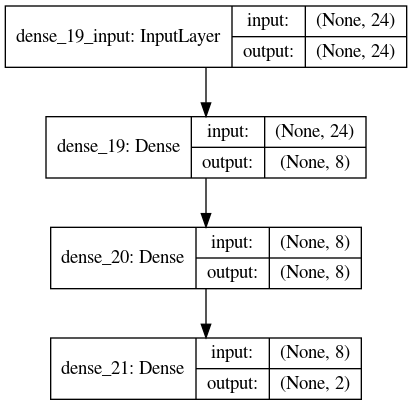 dense_19_input: InputLayer
input: (None, 24)
output: (None, 24)
dense_19: Dense
input: (None, 24)
output: (None, 8)
dense_20: Dense
input: (None, 8)
output: (None, 8)
dense_21: Dense
input: (None, 8)
output: (None, 2)